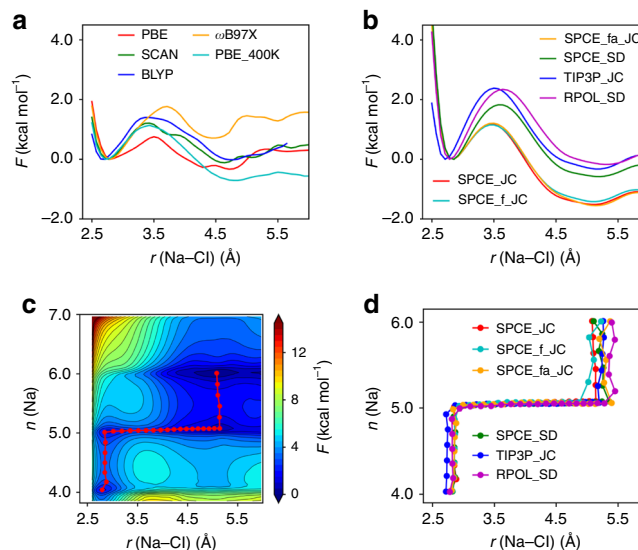 a
PBE
ωB97X
SCAN
PBE_400K
BLYP
4.0
2.0
0.0
−2.0
F (kcal mol⁻¹)
2.5 3.5 4.5 5.5
r (Na–Cl) (Å)
b
SPCE_fa_JC
SPCE_SD
TIP3P_JC
RPOL_SD
SPCE_JC
SPCE_f_JC
4.0
2.0
0.0
−2.0
F (kcal mol⁻¹)
2.5 3.5 4.5 5.5
r (Na–Cl) (Å)
c
7.0
6.0
5.0
4.0
n (Na)
2.5 3.5 4.5 5.5
r (Na–Cl) (Å)
12
8
4
0
F (kcal mol⁻¹)
d
SPCE_JC
SPCE_f_JC
SPCE_fa_JC
SPCE_SD
TIP3P_JC
RPOL_SD
6.0
5.0
4.0
n (Na)
2.5 3.5 4.5 5.5
r (Na–Cl) (Å)